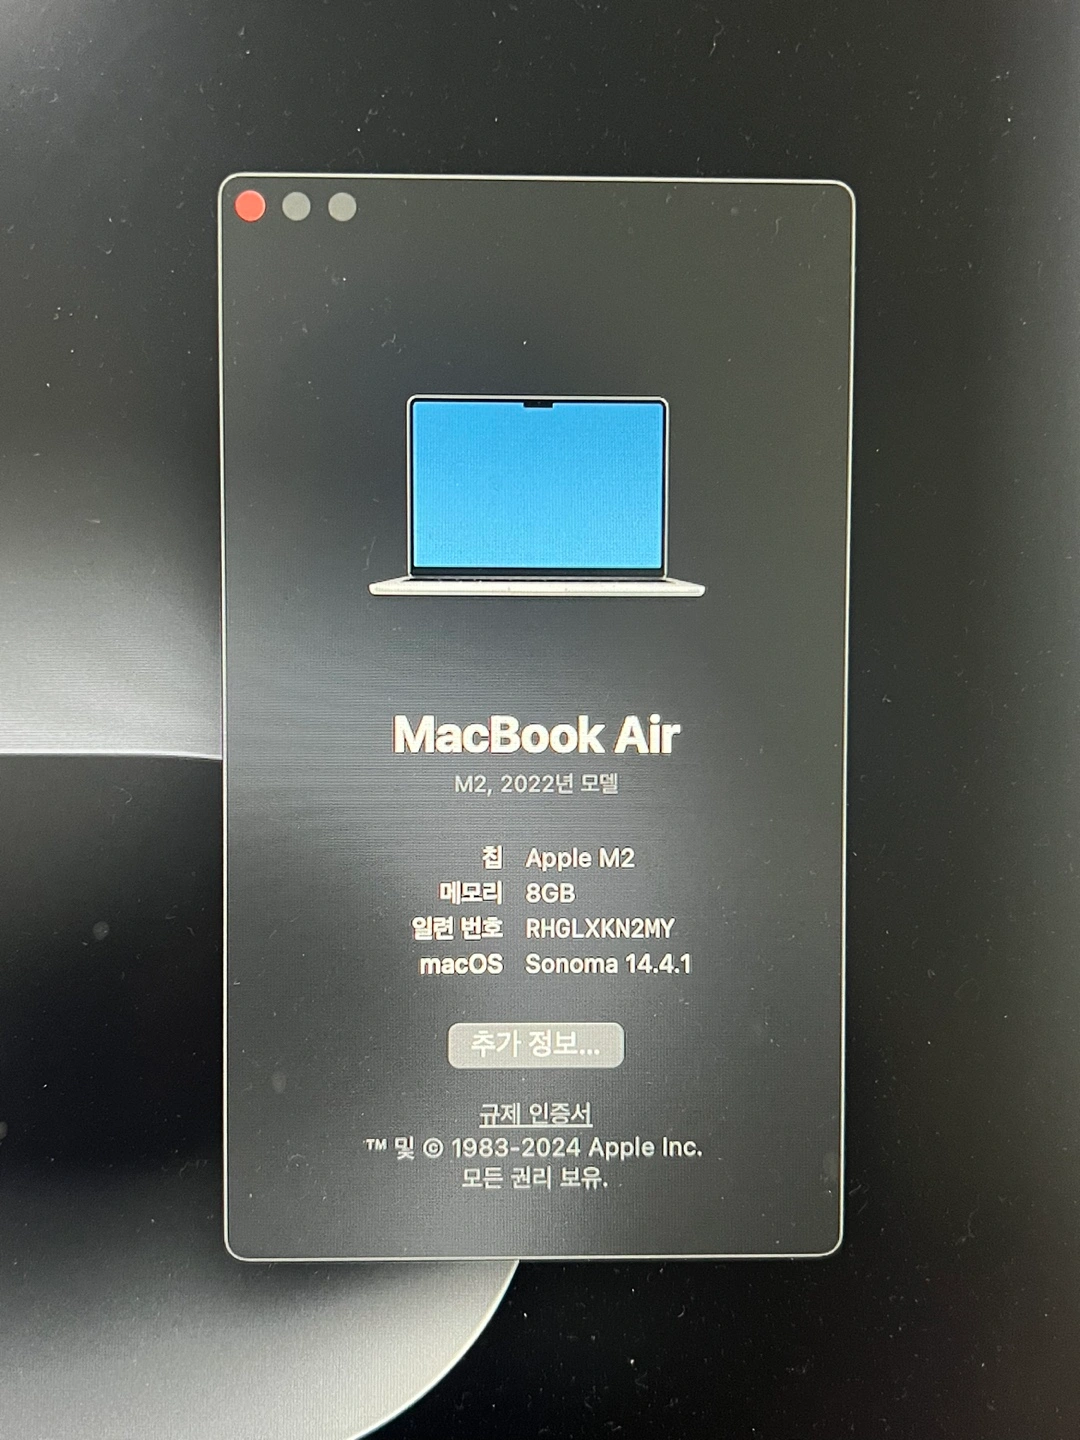 MacBook Air
M2, 2022년 모델
칩 Apple M2
메모리 8GB
일련 번호 RHGLXKN2MY
macOS Sonoma 14.4.1
추가 정보...
규제 인증서
™ 및 © 1983-2024 Apple Inc.
모든 권리 보유.